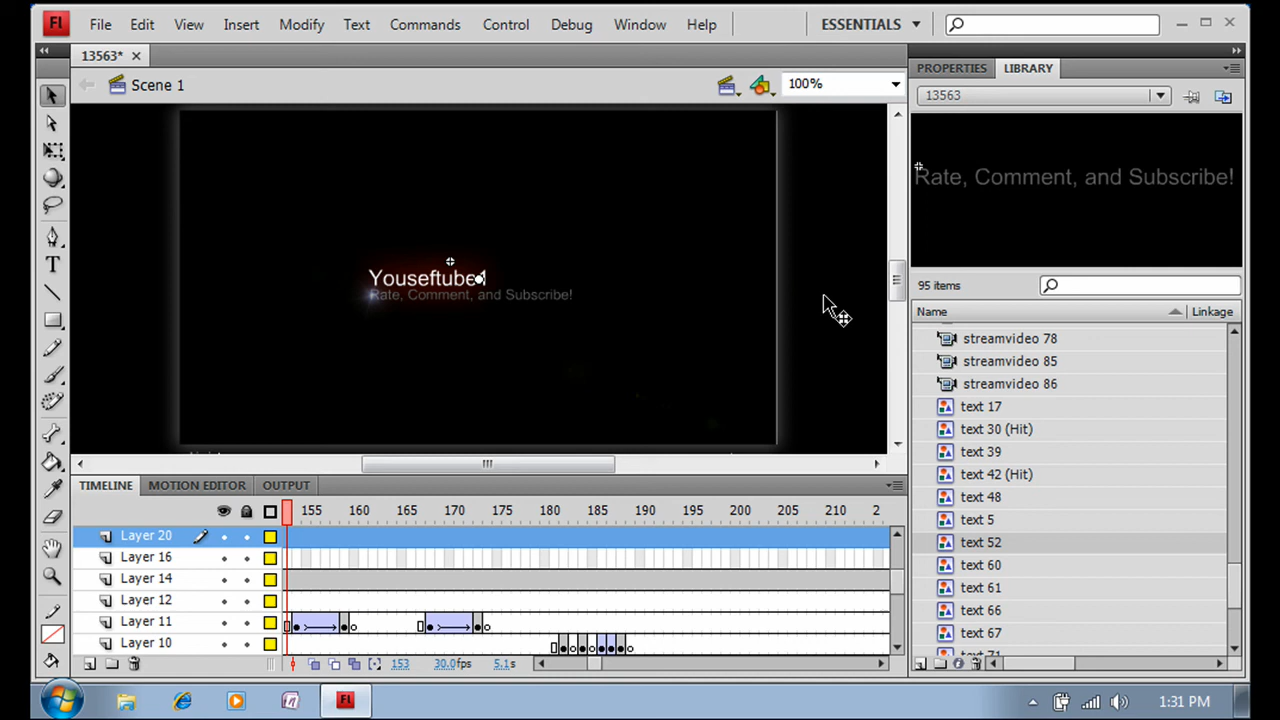 Fl File Edit View Insert Modify Text Commands Control Debug Window Help ESSENTIALS
13563*
Scene 1
100%
Youseftube1
Rate, Comment, and Subscribe!
PROPERTIES LIBRARY
13563
Rate, Comment, and Subscribe!
95 items
Name Linkage
streamvideo 78
streamvideo 85
streamvideo 86
text 17
text 30 (Hit)
text 39
text 42 (Hit)
text 48
text 5
text 52
text 60
text 61
text 66
text 67
TIMELINE MOTION EDITOR OUTPUT
155 160 165 170 175 180 185 190 195 200 205 210 2
Layer 20
Layer 16
Layer 14
Layer 12
Layer 11
Layer 10
153 30.0fps 5.1s
Fl
1:31 PM